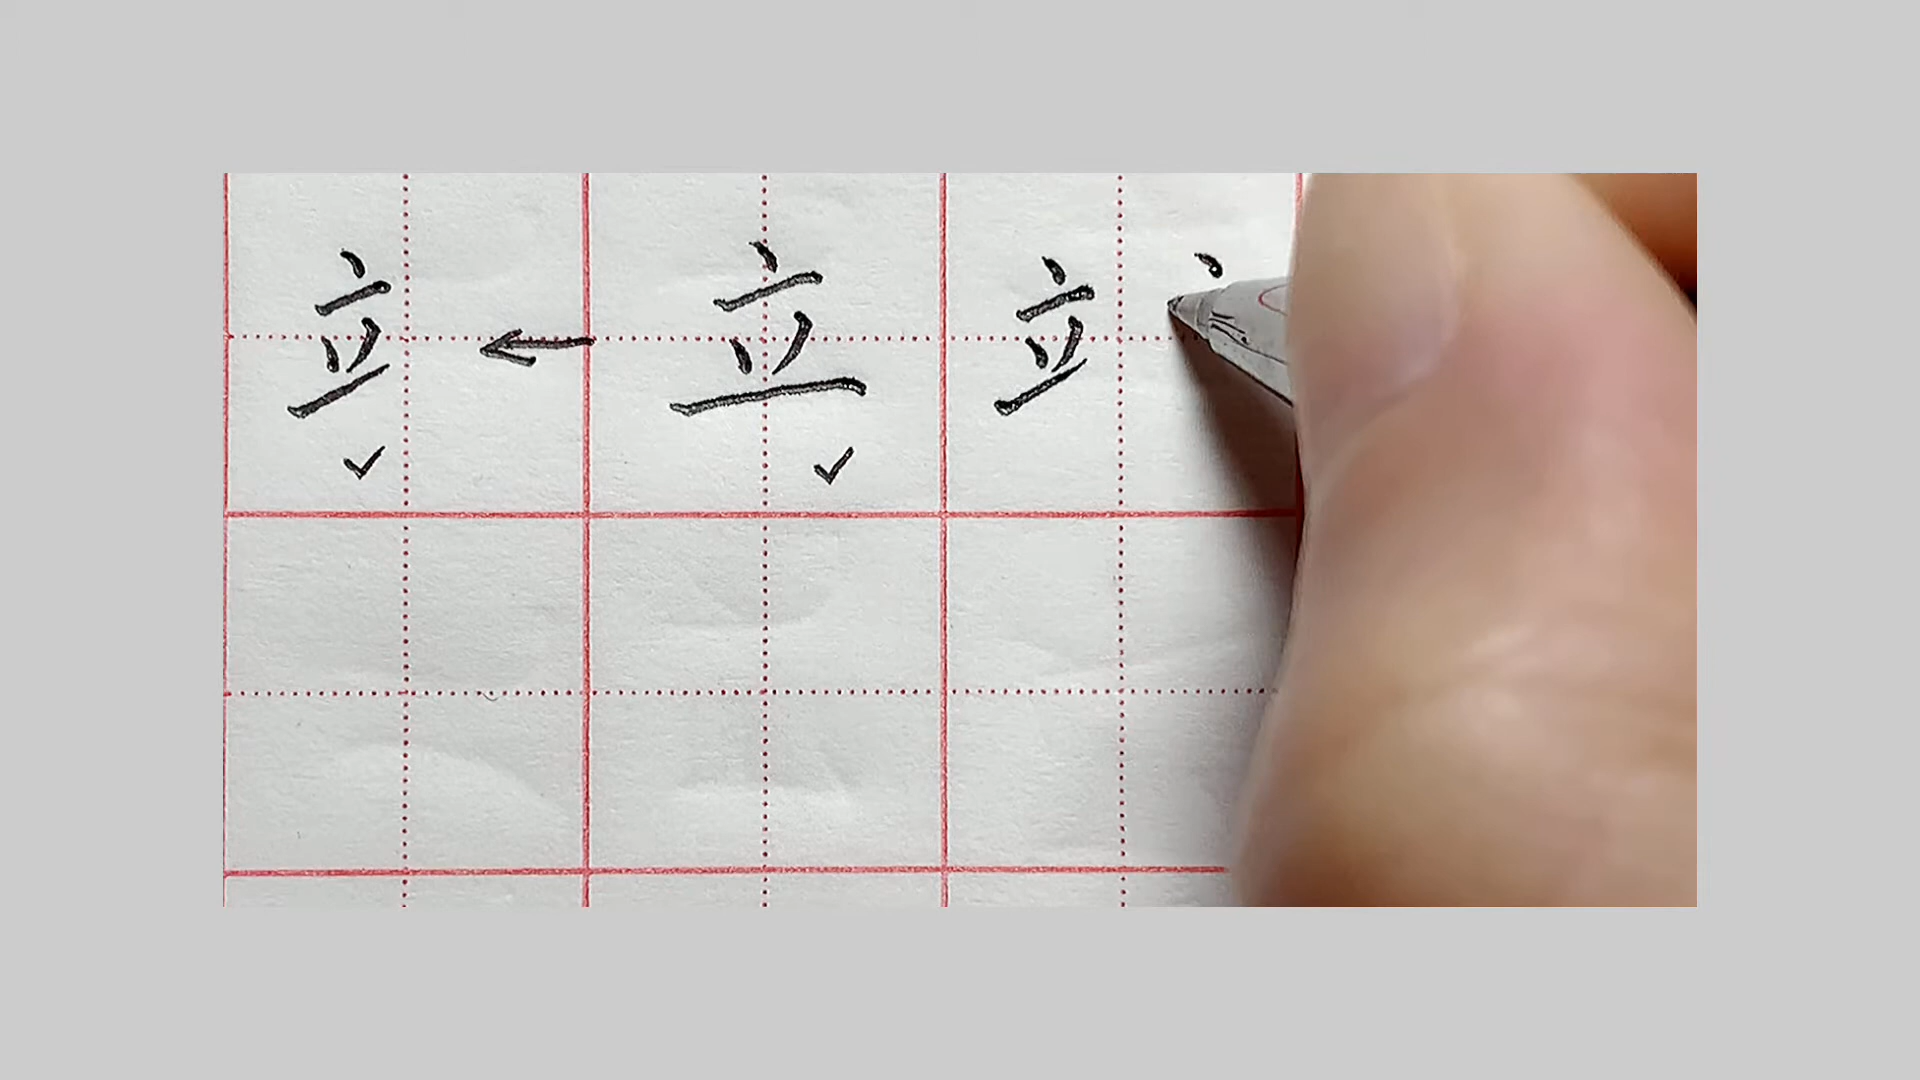 立 ← 立 立
✓ ✓